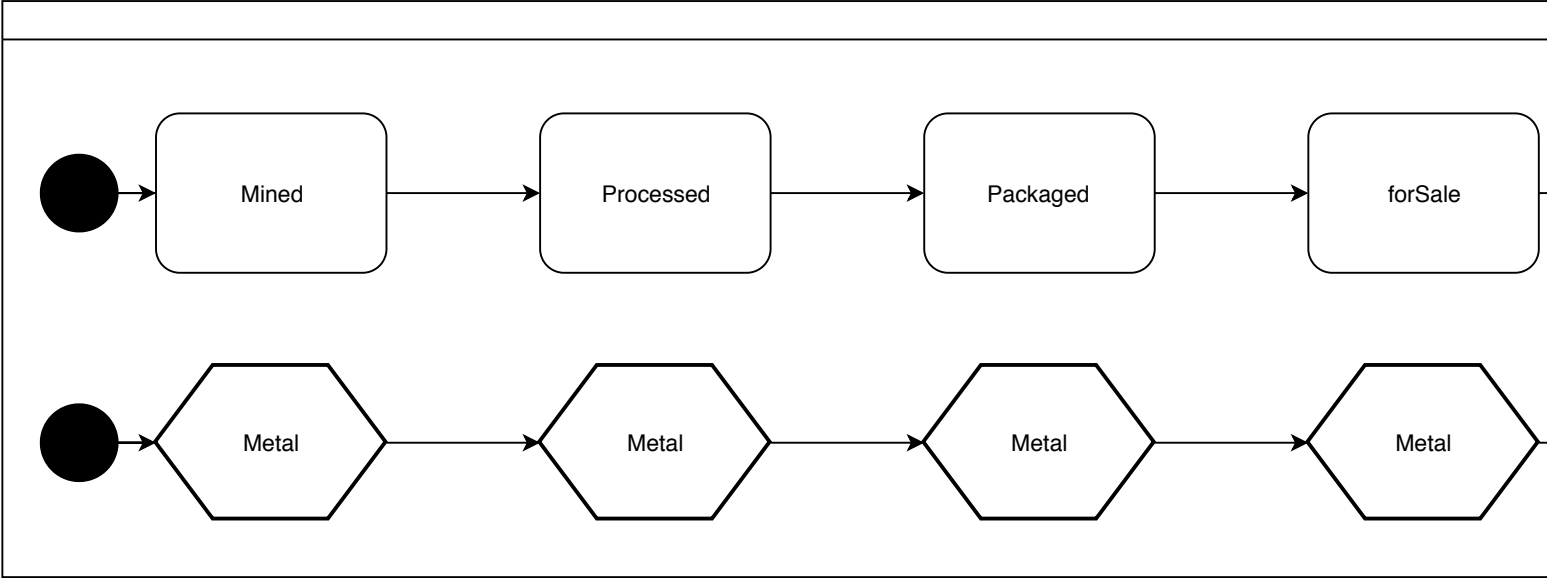 Mined
Processed
Packaged
forSale
Metal
Metal
Metal
Metal